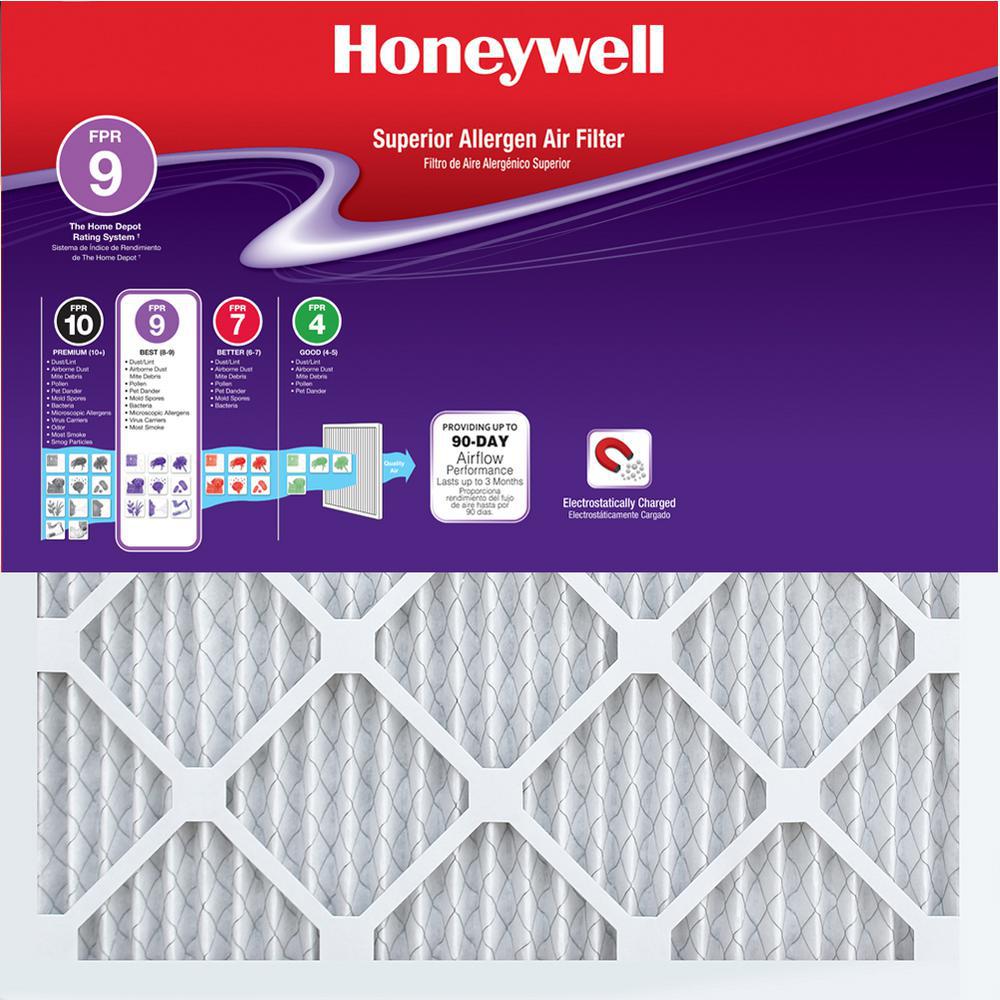 Honeywell
Superior Allergen Air Filter
Filtro de Aire Alergénico Superior
FPR
9
The Home Depot
Rating System †
Sistema de Índice de Rendimiento
de The Home Depot †
FPR
10
PREMIUM (10+)
• Dust/Lint
• Airborne Dust
Mite Debris
• Pollen
• Pet Dander
• Mold Spores
• Bacteria
• Microscopic Allergens
• Virus Carriers
• Odor
• Most Smoke
• Smog Particles
FPR
9
BEST (8-9)
• Dust/Lint
• Airborne Dust
Mite Debris
• Pollen
• Pet Dander
• Mold Spores
• Bacteria
• Microscopic Allergens
• Virus Carriers
• Most Smoke
FPR
7
BETTER (6-7)
• Dust/Lint
• Airborne Dust
Mite Debris
• Pollen
• Pet Dander
• Mold Spores
• Bacteria
FPR
4
GOOD (4-5)
• Dust/Lint
• Airborne Dust
Mite Debris
• Pollen
• Pet Dander
Quality
Air
PROVIDING UP TO
90-DAY
Airflow
Performance
Lasts up to 3 Months
Proporciona
rendimiento del fujo
de aire hasta por
90 días.
Electrostatically Charged
Electrostáticamente Cargado